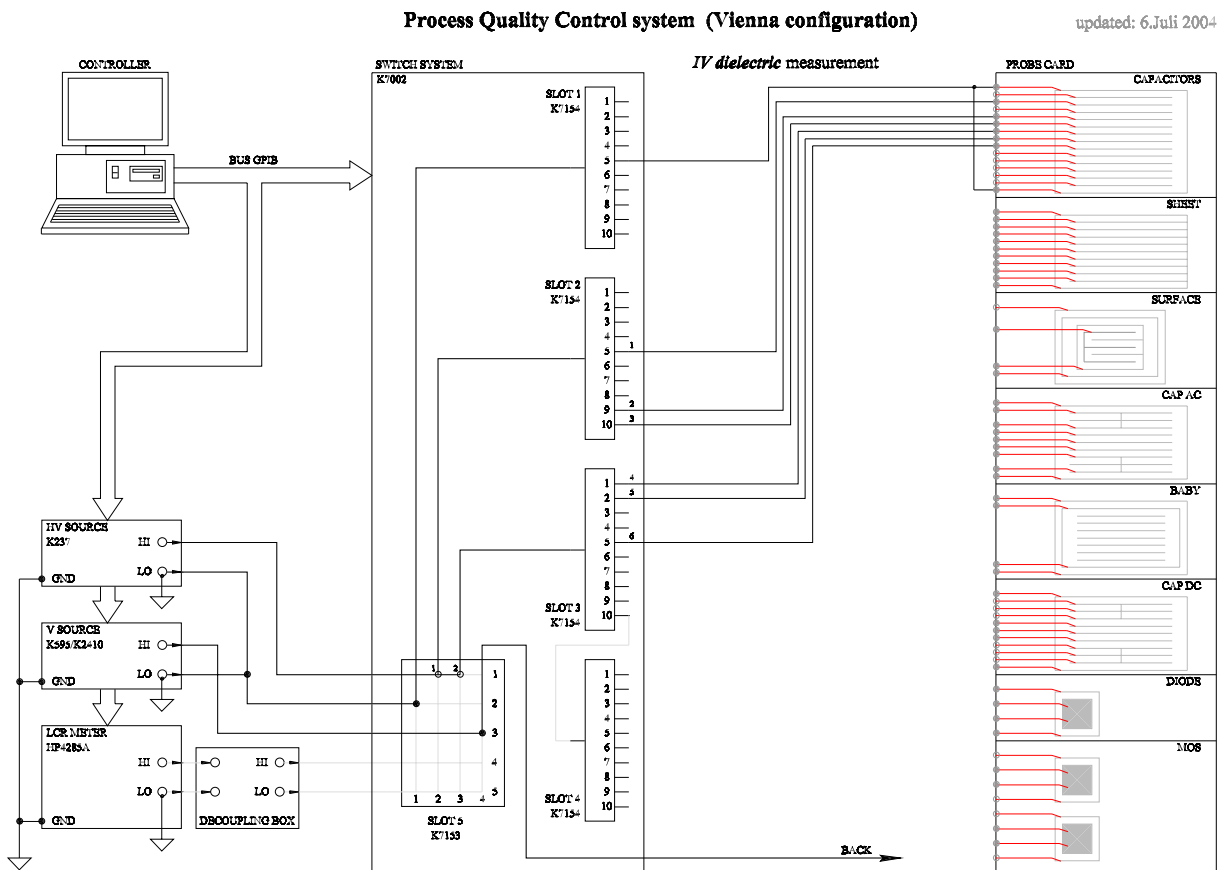 Process Quality Control system (Vienna configuration)
updated: 6.Juli 2004
CONTROLLER
BUS GPIB
SWITCH SYSTEM
K7002
IV dielectric measurement
PROBE CARD
CAPACITORS
SHEET
SURFACE
CAP AC
BABY
CAP DC
DIODE
MOS
SLOT 1
K7154
1
2
3
4
5
6
7
8
9
10
SLOT 2
K7154
1
2
3
4
5
6
7
8
9
10
1
2
3
1
2
3
4
5
6
7
8
9
10
SLOT 3
K7154
4
5
6
1
2
3
4
5
6
7
8
9
10
SLOT 4
K7154
HV SOURCE
K237
HI
LO
GND
V SOURCE
K595/K2410
HI
LO
GND
LCR METER
HP4285A
HI
LO
GND
HI
LO
DECOUPLING BOX
1 2
1
2
3
4
5
1 2 3 4
SLOT 5
K7153
BACK